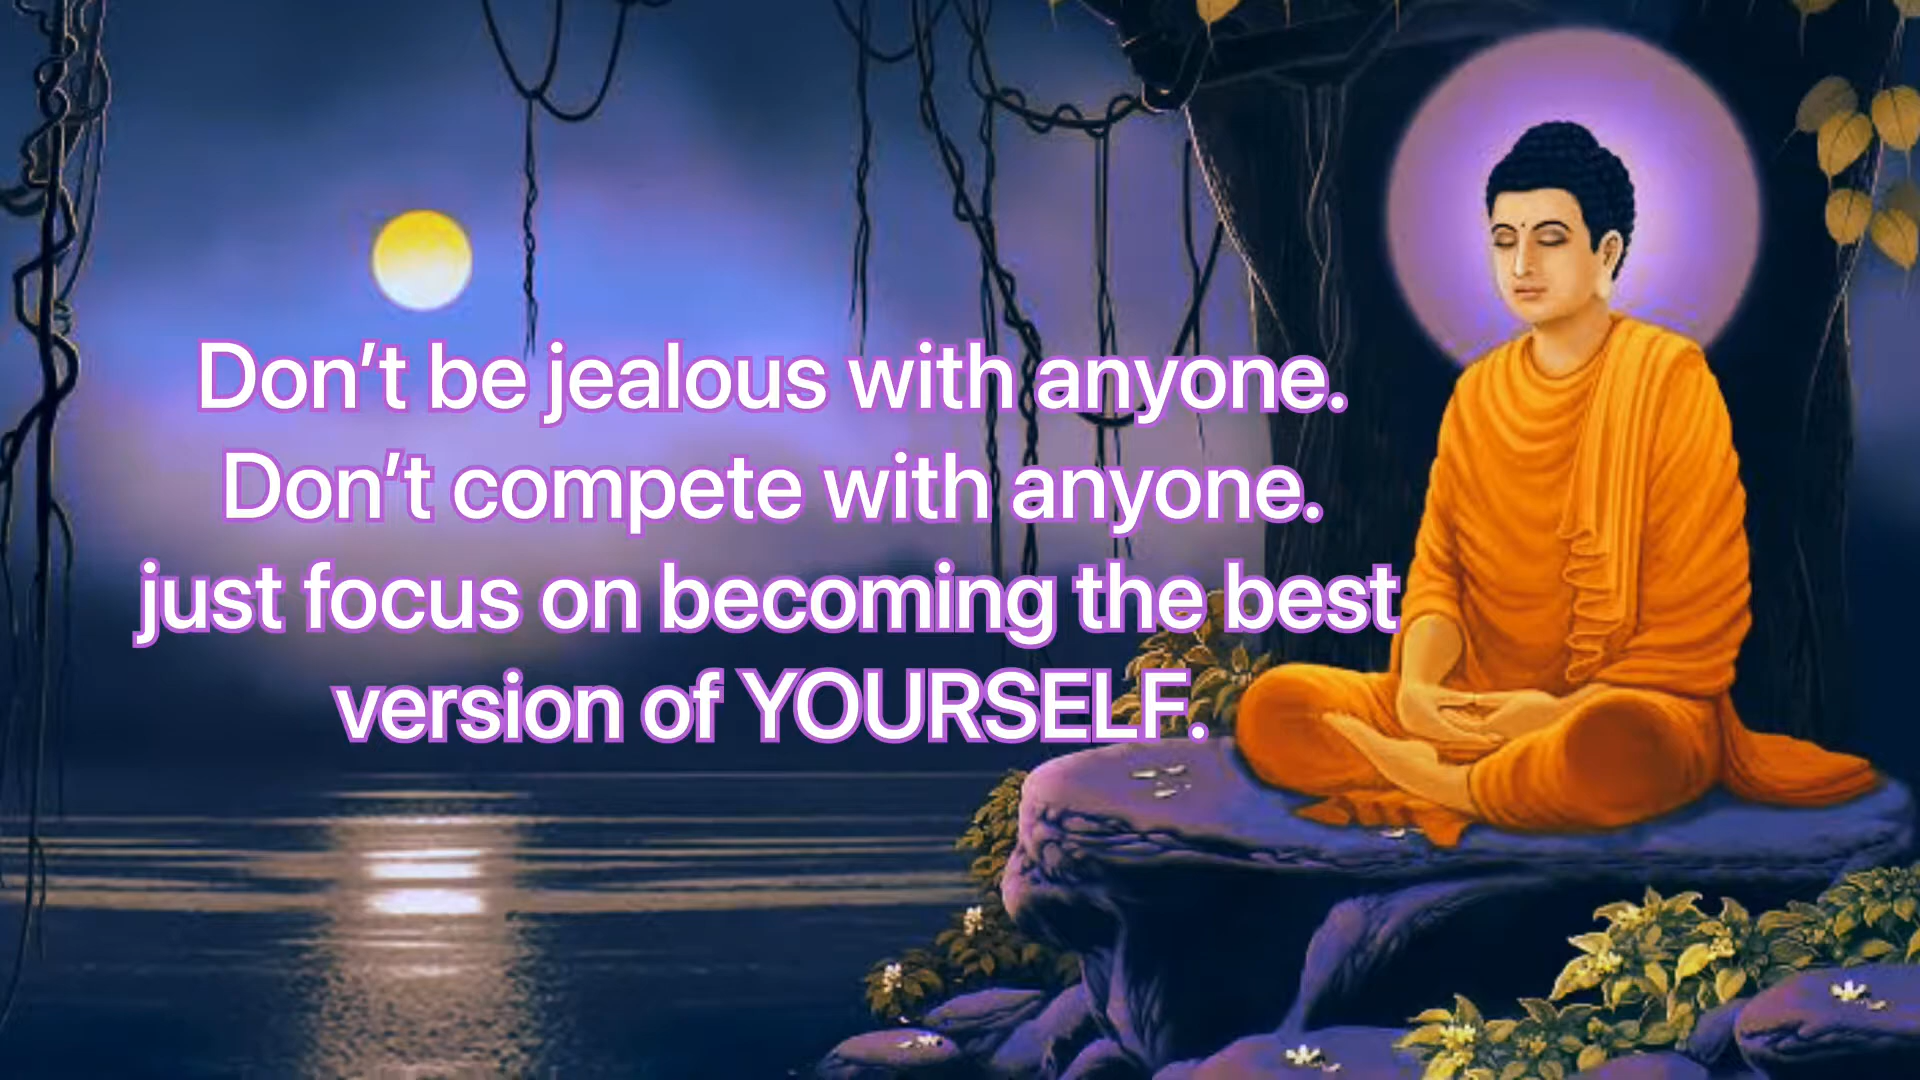 Don’t be jealous with anyone.
Don’t compete with anyone.
just focus on becoming the best
version of YOURSELF.